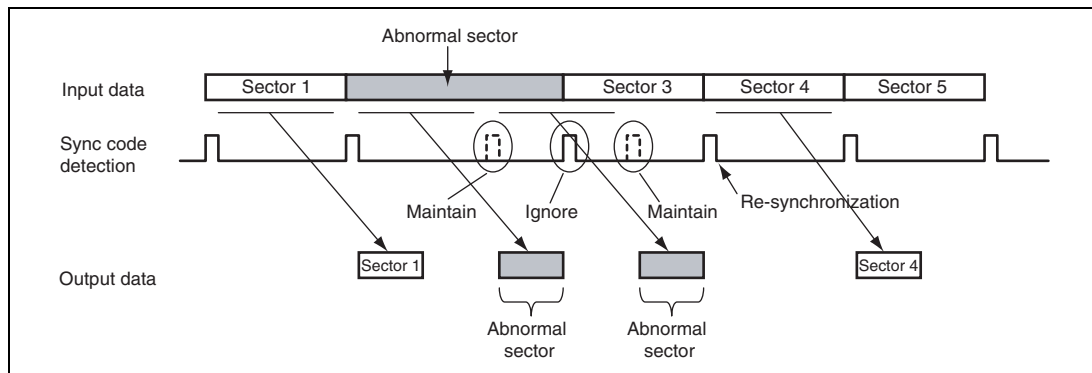 Abnormal sector
Input data
Sector 1
Sector 3
Sector 4
Sector 5
Sync code
detection
Maintain
Ignore
Maintain
Re-synchronization
Output data
Sector 1
Sector 4
Abnormal
sector
Abnormal
sector